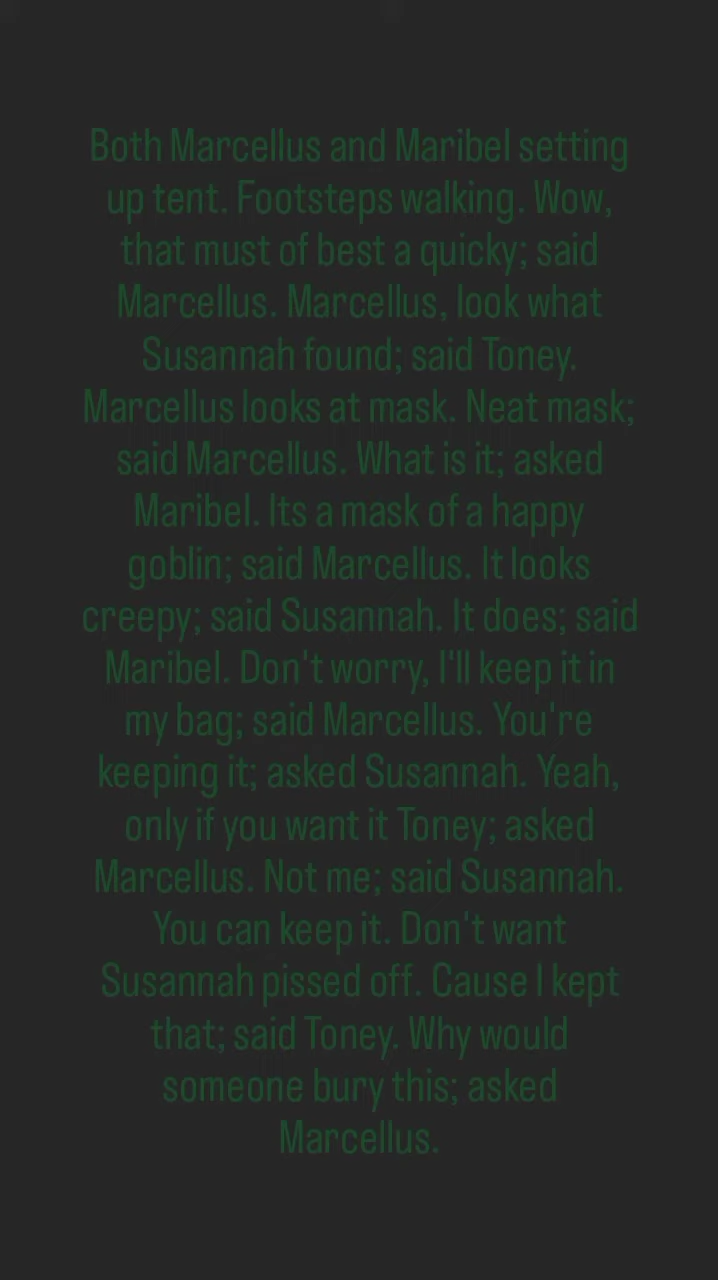 Both Marcellus and Maribel setting
up tent. Footsteps walking. Wow,
that must of best a quicky; said
Marcellus. Marcellus, look what
Susannah found; said Toney.
Marcellus looks at mask. Neat mask;
said Marcellus. What is it; asked
Maribel. Its a mask of a happy
goblin; said Marcellus. It looks
creepy; said Susannah. It does; said
Maribel. Don't worry, I'll keep it in
my bag; said Marcellus. You're
keeping it; asked Susannah. Yeah,
only if you want it Toney; asked
Marcellus. Not me; said Susannah.
You can keep it. Don't want
Susannah pissed off. Cause I kept
that; said Toney. Why would
someone bury this; asked
Marcellus.